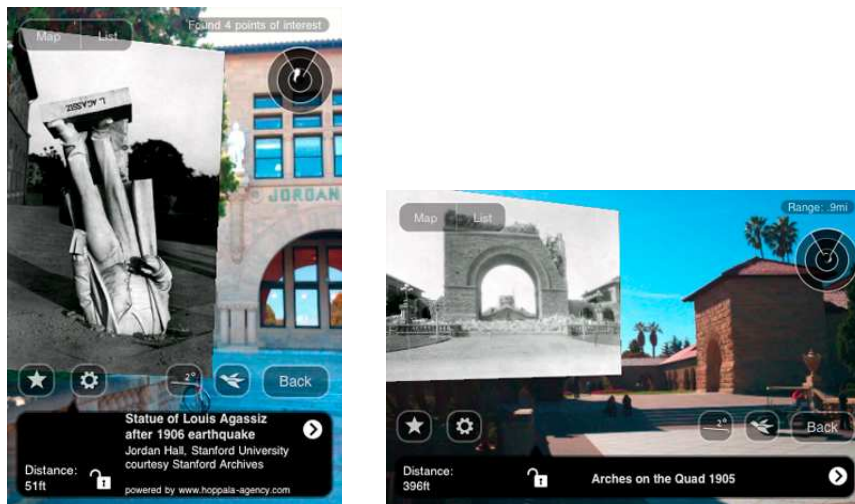 Found 4 points of interest
Map List
L. AGASSIZ
JORDAN
2°
Back
Statue of Louis Agassiz
after 1906 earthquake
Jordan Hall, Stanford University
courtesy Stanford Archives
Distance:
51ft
powered by www.hoppala-agency.com
Range: .9mi
Map List
2°
Back
Distance:
396ft
Arches on the Quad 1905